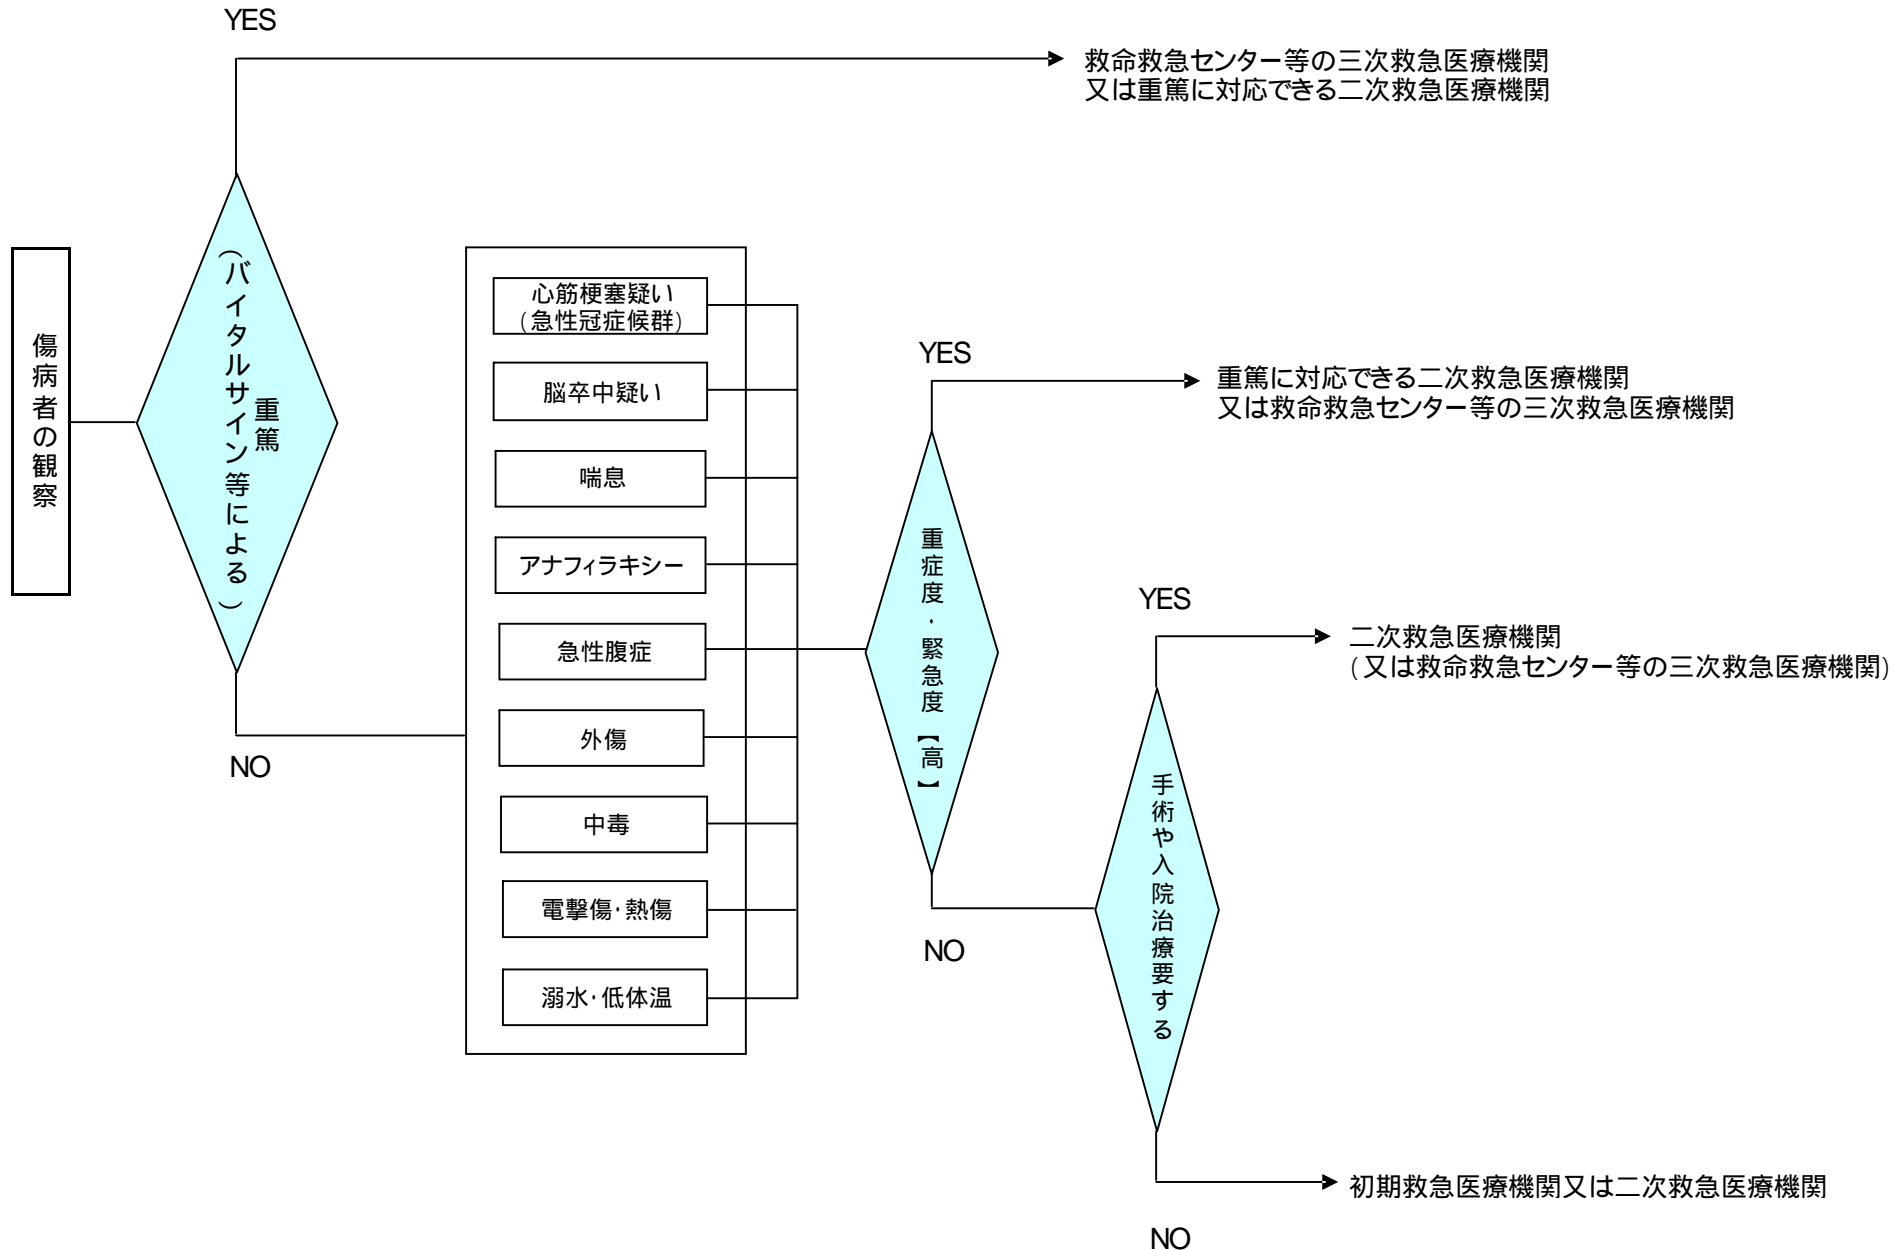 YES
救命救急センター等の三次救急医療機関
又は重篤に対応できる二次救急医療機関
傷病者の観察
重篤
(バイタルサイン等による)
NO
心筋梗塞疑い
(急性冠症候群)
脳卒中疑い
喘息
アナフィラキシー
急性腹症
外傷
中毒
電撃傷・熱傷
溺水・低体温
YES
重篤に対応できる二次救急医療機関
又は救命救急センター等の三次救急医療機関
重症度・緊急度【高】
NO
YES
二次救急医療機関
(又は救命救急センター等の三次救急医療機関)
手術や入院治療要する
初期救急医療機関又は二次救急医療機関
NO